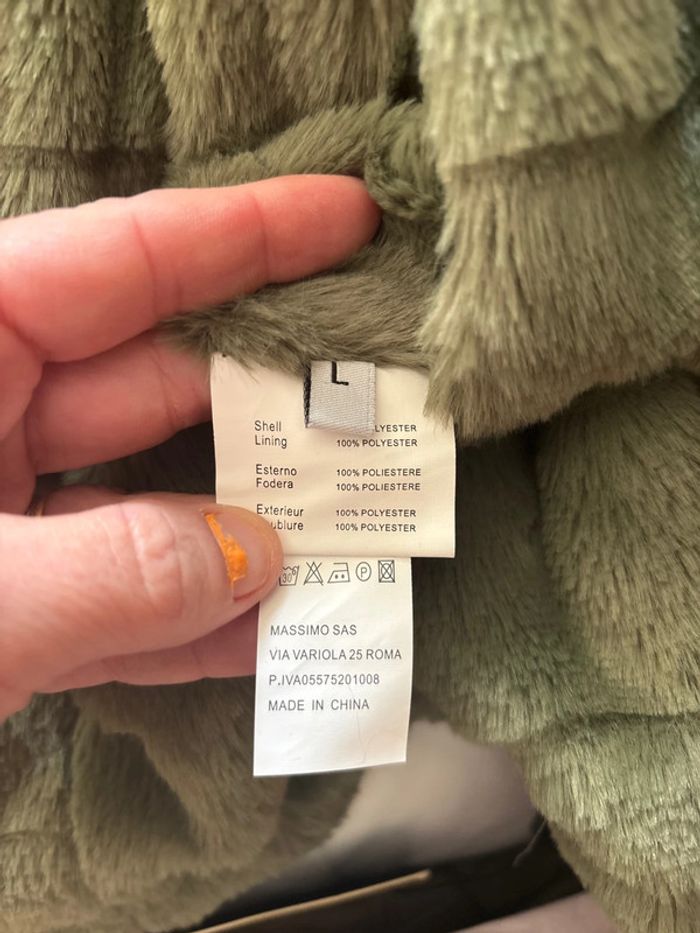 L
Shell
Lining 100% POLYESTER
Esterno 100% POLIESTERE
Fodera 100% POLIESTERE
Exterieur 100% POLYESTER
100% POLYESTER
30°
P
MASSIMO SAS
VIA VARIOLA 25 ROMA
P.IVA05575201008
MADE IN CHINA